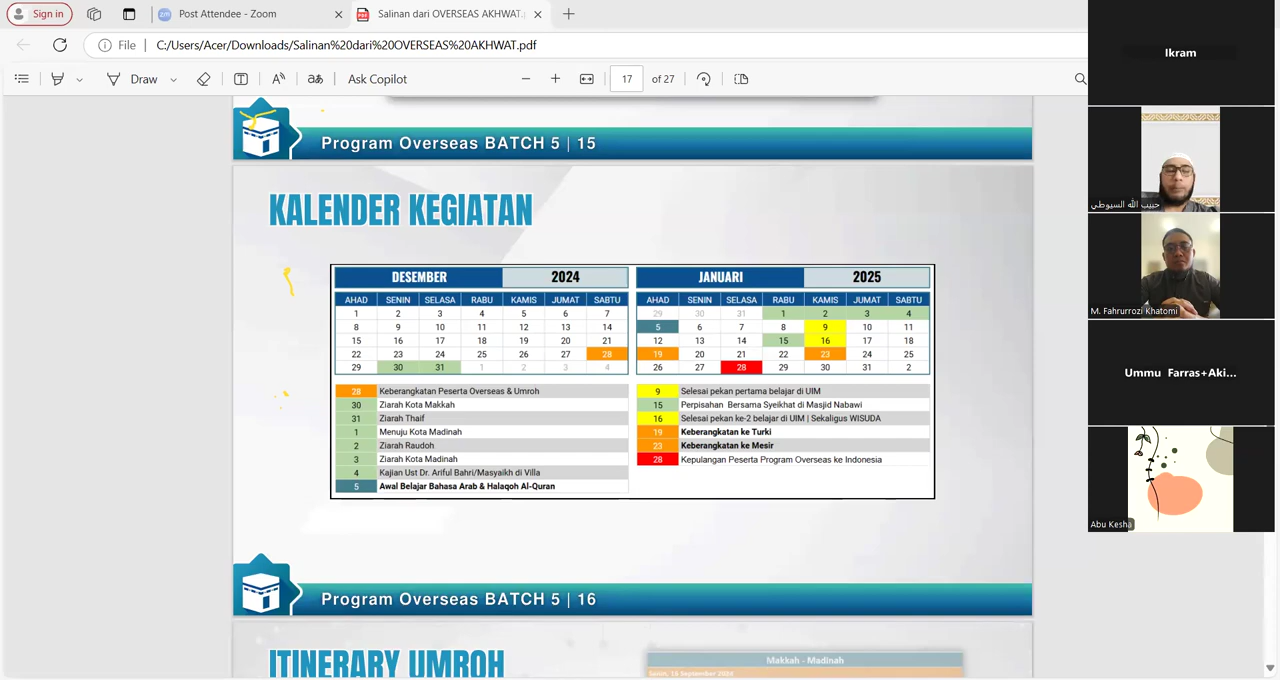 Sign in
Post Attendee - Zoom
Salinan dari OVERSEAS AKHWAT.
File
C:/Users/Acer/Downloads/Salinan%20dari%20OVERSEAS%20AKHWAT.pdf
Draw
Ask Copilot
17 of 27
Program Overseas BATCH 5 | 15
KALENDER KEGIATAN
DESEMBER 2024
AHAD SENIN SELASA RABU KAMIS JUMAT SABTU
1 2 3 4 5 6 7
8 9 10 11 12 13 14
15 16 17 18 19 20 21
22 23 24 25 26 27 28
29 30 31 1 2 3 4
28 Keberangkatan Peserta Overseas & Umroh
30 Ziarah Kota Makkah
31 Ziarah Thaif
1 Menuju Kota Madinah
2 Ziarah Raudoh
3 Ziarah Kota Madinah
4 Kajian Ust Dr. Ariful Bahri/Masyaikh di Villa
5 Awal Belajar Bahasa Arab & Halaqoh Al-Quran
JANUARI 2025
AHAD SENIN SELASA RABU KAMIS JUMAT SABTU
29 30 31 1 2 3 4
5 6 7 8 9 10 11
12 13 14 15 16 17 18
19 20 21 22 23 24 25
26 27 28 29 30 31 2
9 Selesai pekan pertama belajar di UIM
15 Perpisahan Bersarna Syeikhat di Masjid Nabawi
16 Selesai pekan ke-2 belajar di UIM | Sekaligus WISUDA
19 Keberangkatan ke Turki
23 Keberangkatan ke Mesir
28 Kepulangan Peserta Program Overseas ke Indonesia
Program Overseas BATCH 5 | 16
ITINERARY UMROH
Makkah - Madinah
Senin, 15 September 2023
Ikram
حبيب الله السيوطي
M. Fahrurrozi Khatomi
Ummu Farras+Aki...
Abu Kesha